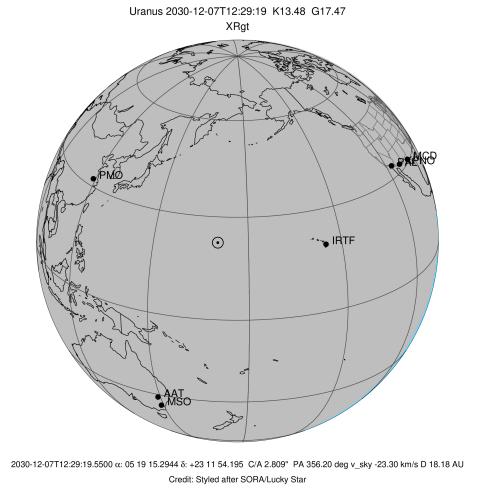 Uranus 2030-12-07T12:29:19 K13.48 G17.47
XRgt
PMO
IRTF
AAT
MSO
2030-12-07T12:29:19.5500 α: 05 19 15.2944 δ: +23 11 54.195 C/A 2.809" PA 356.20 deg v_sky -23.30 km/s D 18.18 AU
Credit: Styled after SORA/Lucky Star